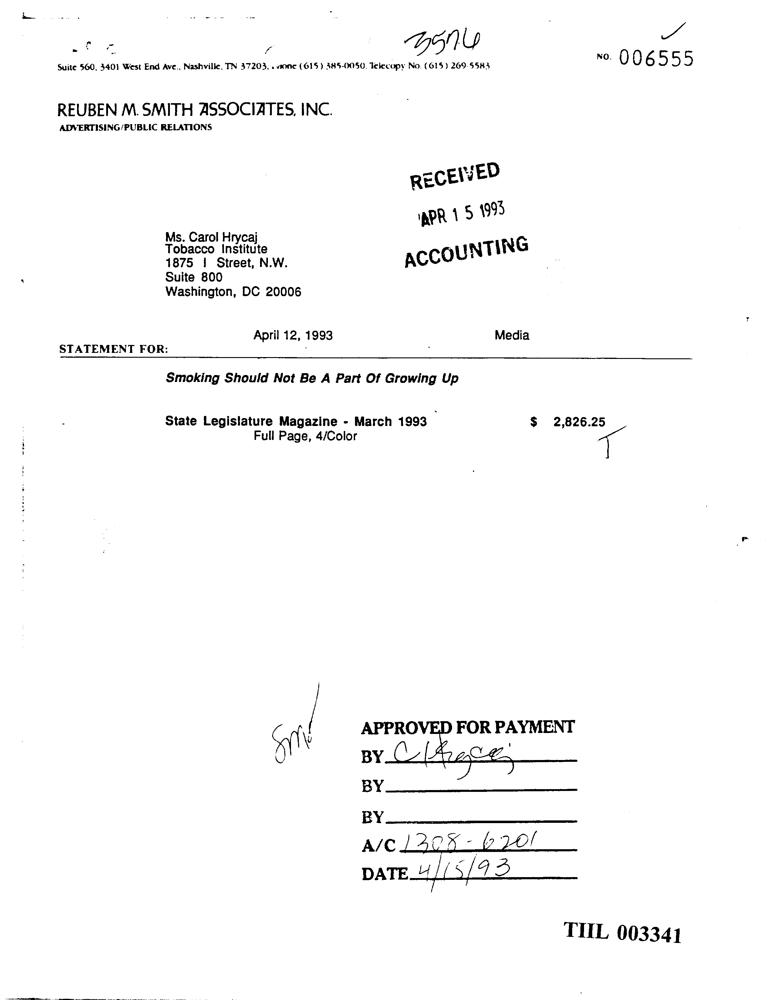 3576
Suite 560, 3401 West End Ave., Nashville, TN 37203, (615) 385-0050, Telecopy No. (615) 269-5583
NO. 006555
REUBEN M. SMITH ASSOCIATES, INC.
ADVERTISING/PUBLIC RELATIONS
RECEIVED
APR 15 1993
ACCOUNTING
Ms. Carol Hrycaj
Tobacco Institute
1875 I Street, N.W.
Suite 800
Washington, DC 20006
April 12, 1993 Media
STATEMENT FOR:
Smoking Should Not Be A Part Of Growing Up
State Legislature Magazine - March 1993 $ 2,826.25
Full Page, 4/Color
APPROVED FOR PAYMENT
BY C Hrycaj
BY
BY
A/C 1308-6201
DATE 4/15/93
TIIL 003341